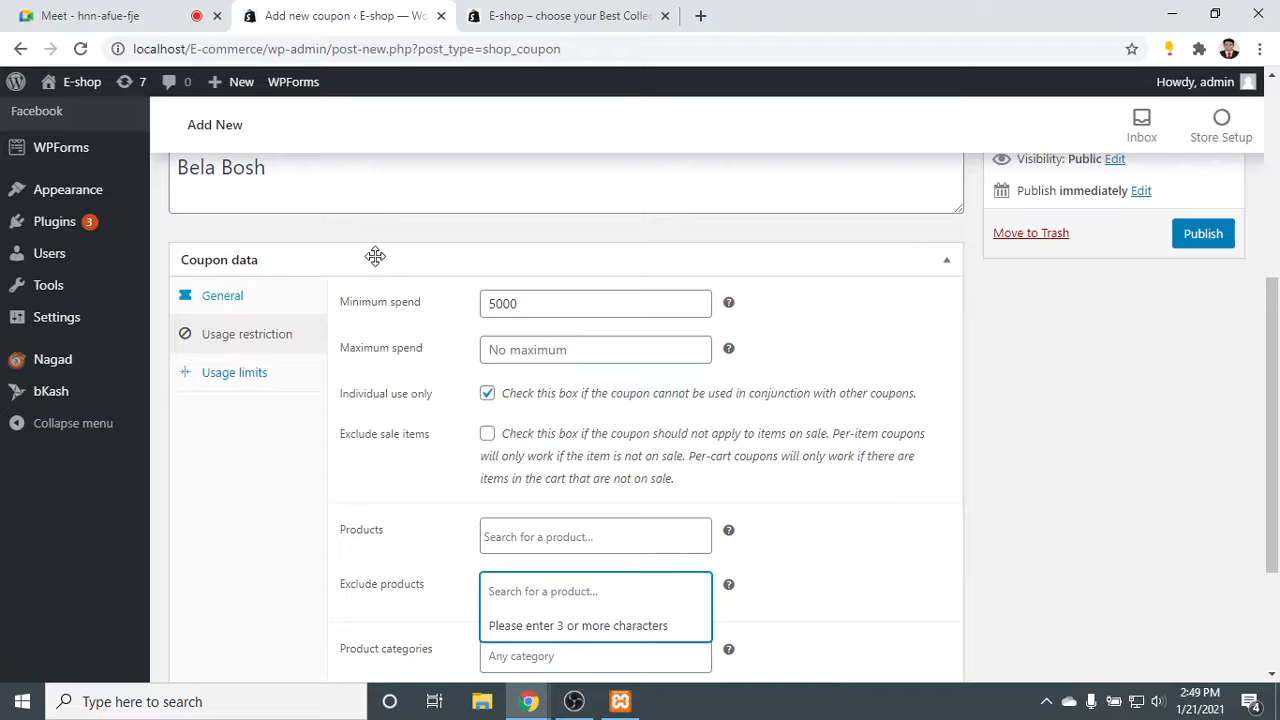 Meet - hnn-afue-fje
Add new coupon ‹ E-shop — Wo
E-shop – choose your Best Collec
localhost/E-commerce/wp-admin/post-new.php?post_type=shop_coupon
E-shop 7 0 New WPForms Howdy, admin
Facebook
WPForms
Appearance
Plugins 3
Users
Tools
Settings
Nagad
bKash
Collapse menu
Add New
Inbox
Store Setup
Bela Bosh
Visibility: Public Edit
Publish immediately Edit
Move to Trash Publish
Coupon data
General
Usage restriction
Usage limits
Minimum spend 5000
Maximum spend No maximum
Individual use only Check this box if the coupon cannot be used in conjunction with other coupons.
Exclude sale items Check this box if the coupon should not apply to items on sale. Per-item coupons
will only work if the item is not on sale. Per-cart coupons will only work if there are
items in the cart that are not on sale.
Products Search for a product...
Exclude products Search for a product...
Please enter 3 or more characters
Product categories Any category
Type here to search
2:49 PM
1/21/2021
4